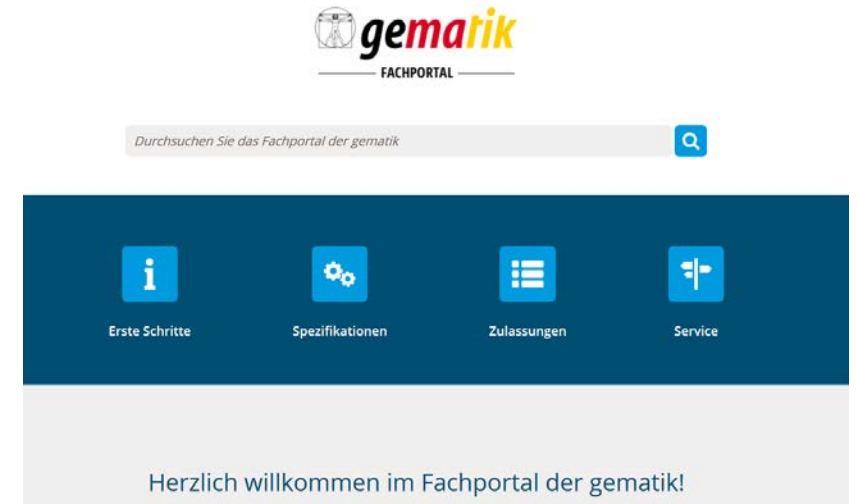 gematik
FACHPORTAL
Durchsuchen Sie das Fachportal der gematik
Erste Schritte
Spezifikationen
Zulassungen
Service
Herzlich willkommen im Fachportal der gematik!